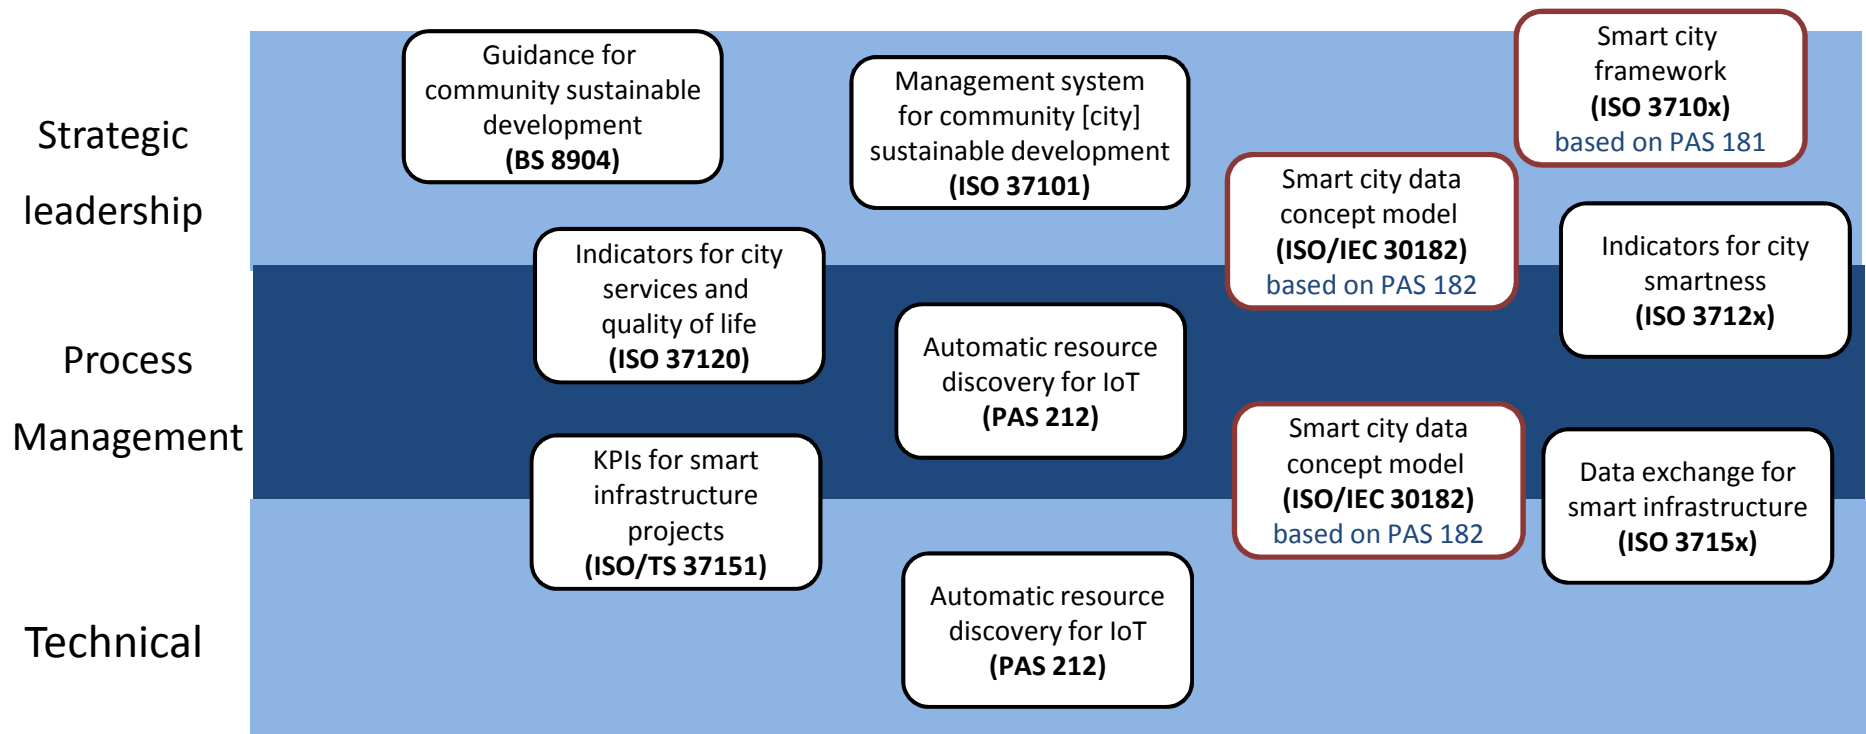 Strategic
leadership
Guidance for
community sustainable
development
(BS 8904)
Management system
for community [city]
sustainable development
(ISO 37101)
Smart city
framework
(ISO 3710x)
based on PAS 181
Smart city data
concept model
(ISO/IEC 30182)
based on PAS 182
Indicators for city
services and
quality of life
(ISO 37120)
Indicators for city
smartness
(ISO 3712x)
Process
Management
Automatic resource
discovery for IoT
(PAS 212)
Smart city data
concept model
(ISO/IEC 30182)
based on PAS 182
KPIs for smart
infrastructure
projects
(ISO/TS 37151)
Data exchange for
smart infrastructure
(ISO 3715x)
Technical
Automatic resource
discovery for IoT
(PAS 212)